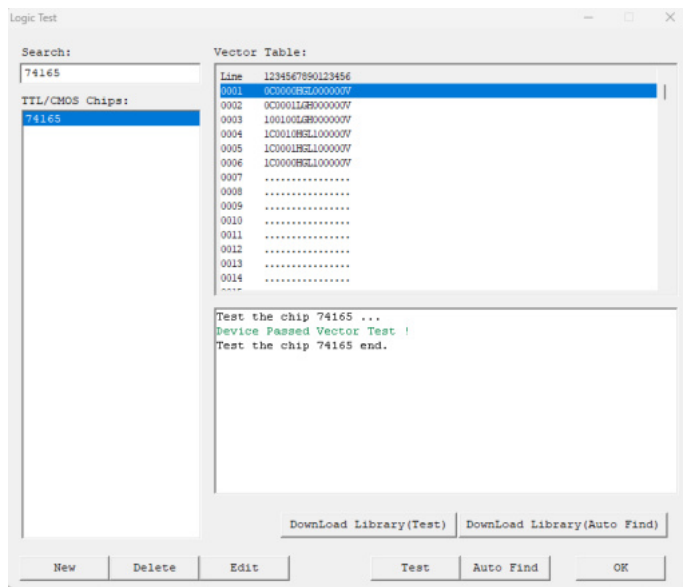 Logic Test
Search:
74165
TTL/CMOS Chips:
74165
Vector Table:
Line 1234567890123456
0001 0C0000HGL000000V
0002 0C0001LGH000000V
0003 100100LGH000000V
0004 1C0010HGL100000V
0005 1C0001HGL100000V
0006 1C0000HGL100000V
0007 ................
0008 ................
0009 ................
0010 ................
0011 ................
0012 ................
0013 ................
0014 ................
Test the chip 74165 ...
Device Passed Vector Test !
Test the chip 74165 end.
DownLoad Library(Test) DownLoad Library(Auto Find)
New Delete Edit Test Auto Find OK